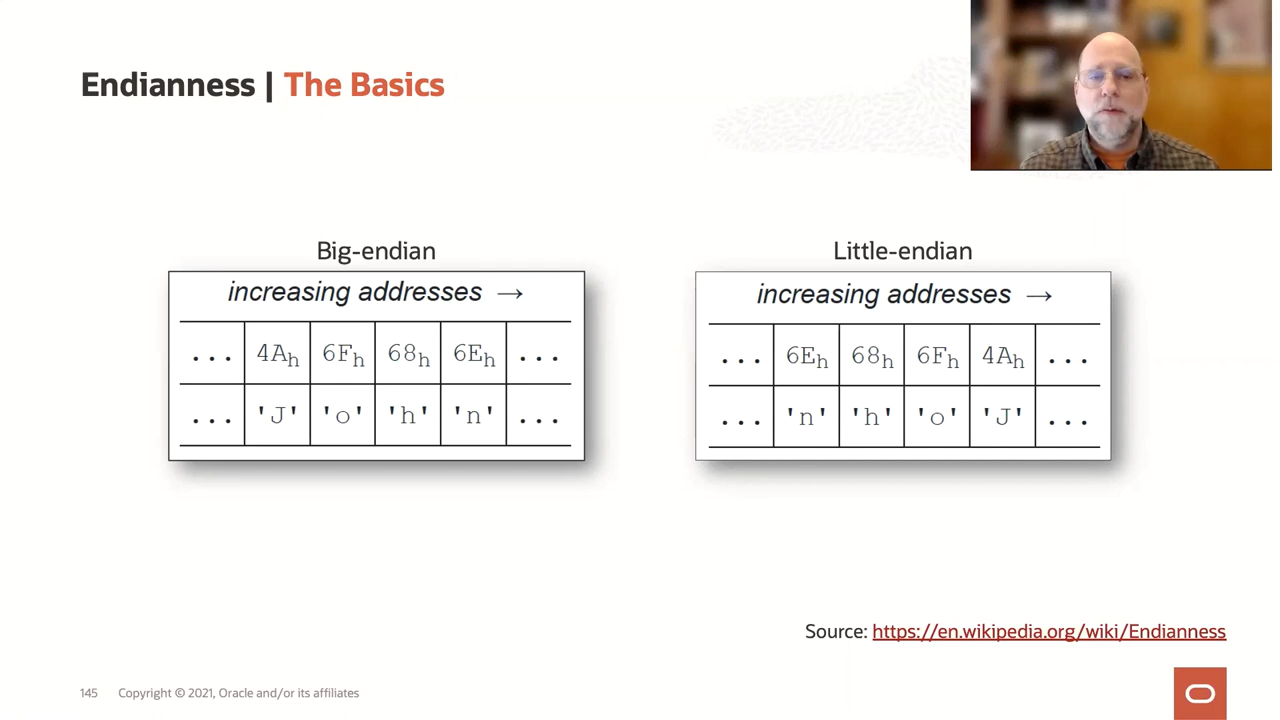 Endianness | The Basics
Big-endian
increasing addresses →
... 4Ah 6Fh 68h 6Eh ...
... 'J' 'o' 'h' 'n' ...
Little-endian
increasing addresses →
... 6Eh 68h 6Fh 4Ah ...
... 'n' 'h' 'o' 'J' ...
Source: https://en.wikipedia.org/wiki/Endianness
145 Copyright © 2021, Oracle and/or its affiliates